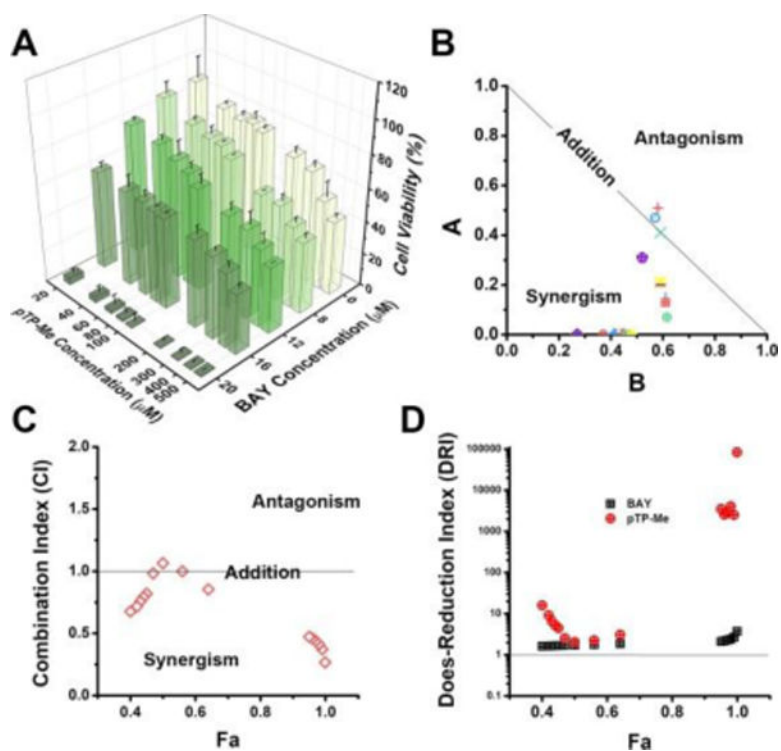 A
120
100
80
60
40
20
0
Cell Viability (%)
20
40
200
300
400
500
pTP-Me Concentration (μM)
20
16
12
8
0
BAY Concentration (μM)
B
1.0
0.8
0.6
0.4
0.2
0.0
A
Addition
Antagonism
Synergism
0.0 0.2 0.4 0.6 0.8 1.0
B
C
2.0
1.5
1.0
0.5
0.0
Combination Index (CI)
Antagonism
Addition
Synergism
0.4 0.6 0.8 1.0
Fa
D
100000
10000
1000
100
10
1
0.1
Does-Reduction Index (DRI)
BAY
pTP-Me
0.4 0.6 0.8 1.0
Fa